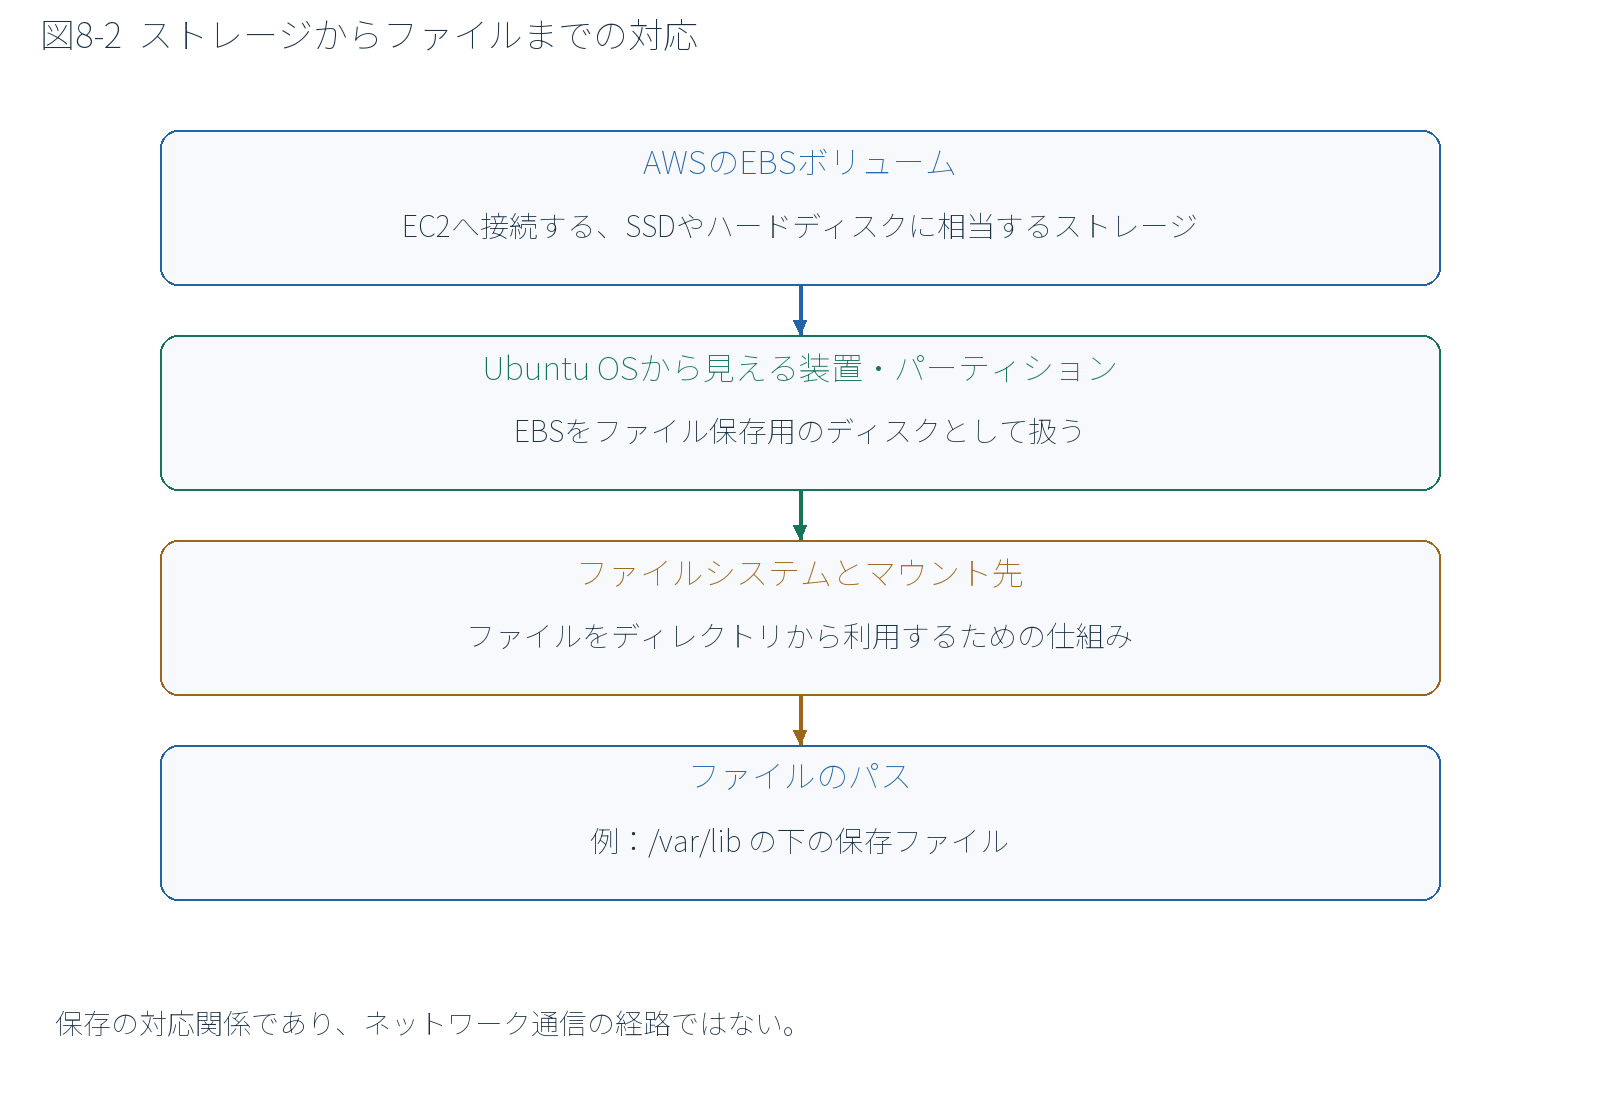 図8-2 ストレージからファイルまでの対応
AWSのEBSボリューム
EC2へ接続する、SSDやハードディスクに相当するストレージ
Ubuntu OSから見える装置・パーティション
EBSをファイル保存用のディスクとして扱う
ファイルシステムとマウント先
ファイルをディレクトリから利用するための仕組み
ファイルのパス
例：/var/lib の下の保存ファイル
保存の対応関係であり、ネットワーク通信の経路ではない。